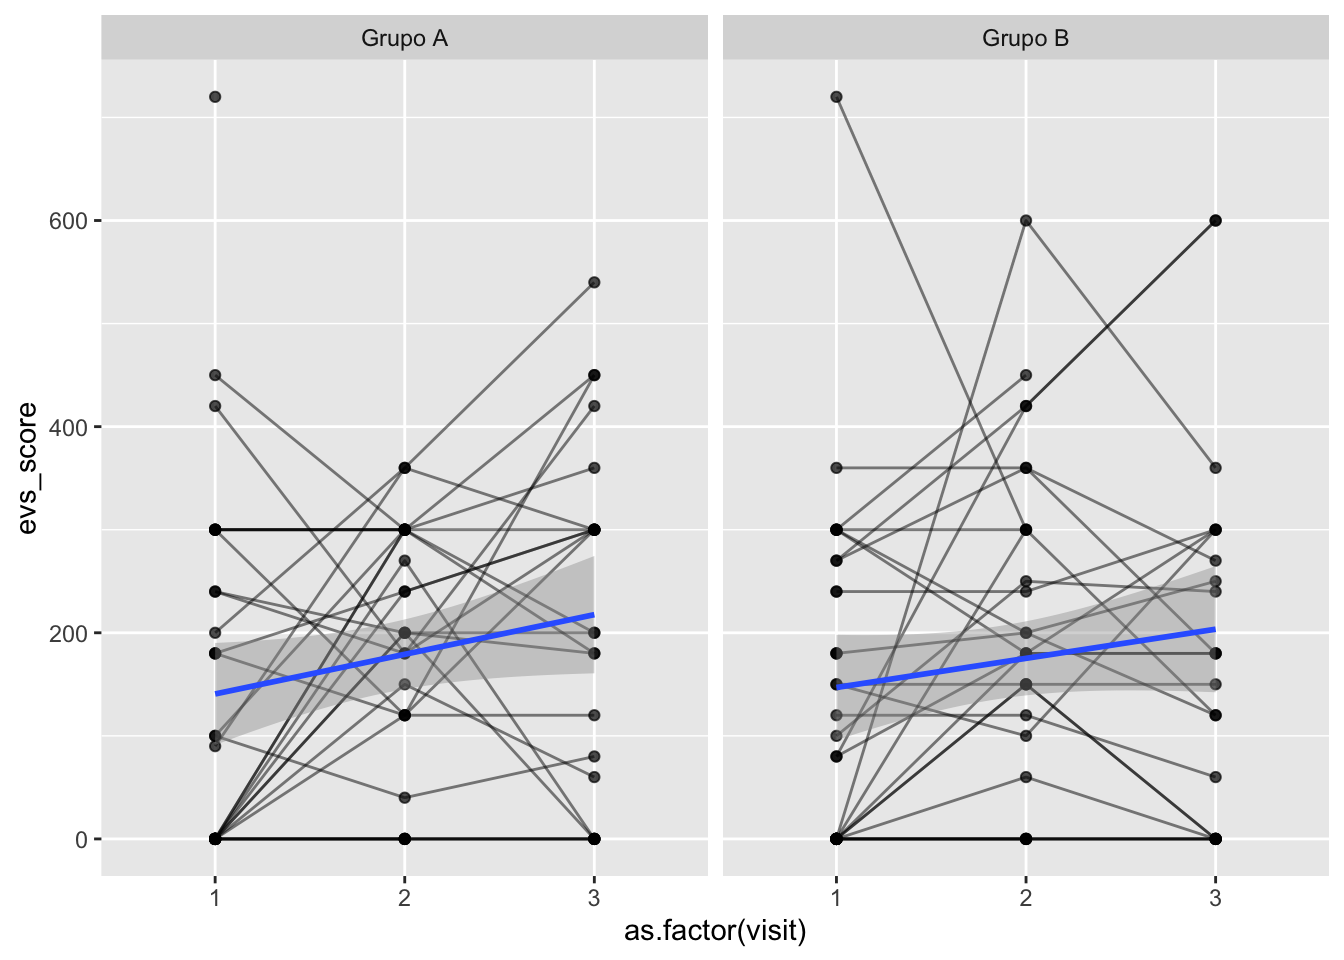 Grupo A
Grupo B
evs_score
600
400
200
0
1
2
3
1
2
3
as.factor(visit)